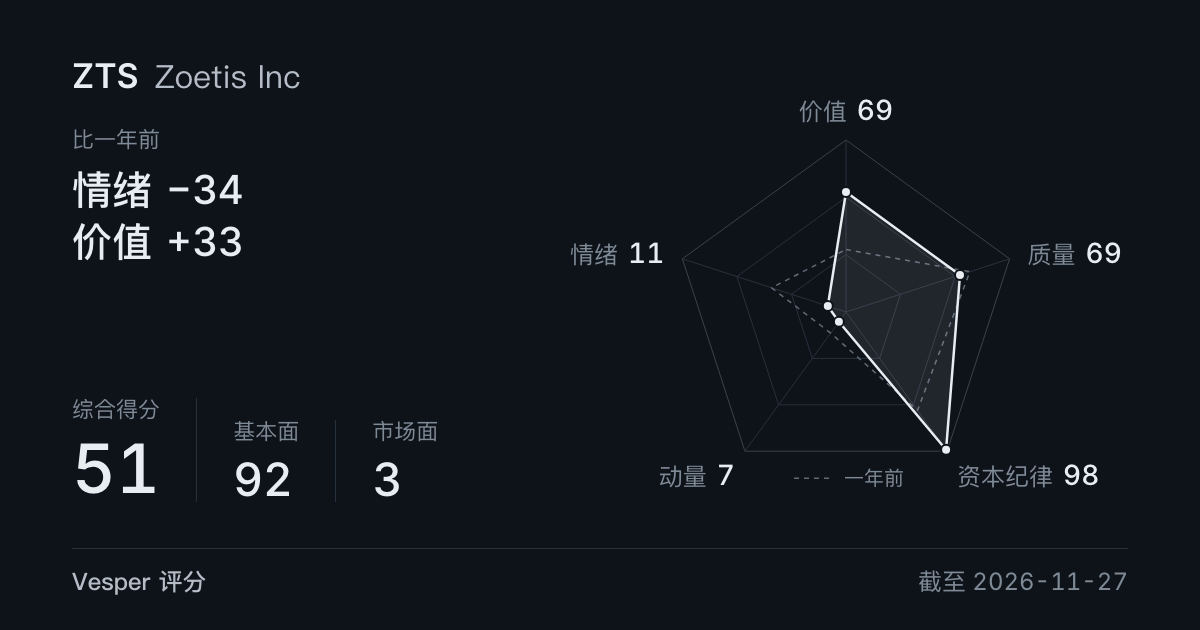 ZTS Zoetis Inc
比一年前
情绪 −34
价值 +33
综合得分
51
基本面
92
市场面
3
价值 69
情绪 11
质量 69
动量 7
一年前
资本纪律 98
Vesper 评分
截至 2026-11-27